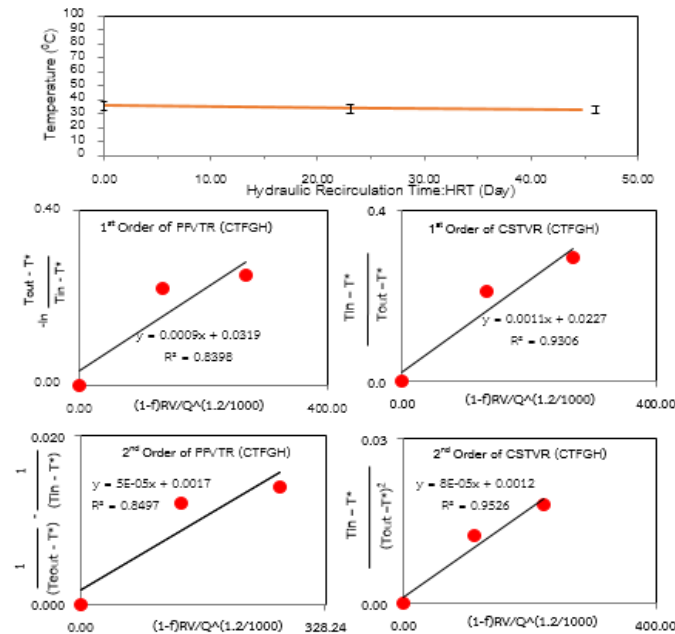 Temperature (⁰C)
100
90
80
70
60
50
40
30
20
10
0
0.00 10.00 20.00 30.00 40.00 50.00
Hydraulic Recirculation Time:HRT (Day)
0.40
1st Order of PFVTR (CTFGH)
-ln Tout - T*
Tin - T*
y = 0.0009x + 0.0319
R² = 0.8398
0.00
0.00 (1-f)RV/Q^(1.2/1000) 400.00
0.4
1st Order of CSTVR (CTFGH)
Tin - T*
Tout -T*
y = 0.0011x + 0.0227
R² = 0.9306
0.0
0.00 (1-f)RV/Q^(1.2/1000) 400.00
0.020
2nd Order of PFVTR (CTFGH)
1
(Teout - T*)
-
1
(Tin - T*)
y = 5E-05x + 0.0017
R² = 0.8497
0.000
0.00 (1-f)RV/Q^(1.2/1000) 328.24
0.03
2nd Order of CSTVR (CTFGH)
Tin - T*
(Tout -T*)²
y = 8E-05x + 0.0012
R² = 0.9526
0.00
0.00 (1-f)RV/Q^(1.2/1000) 400.00